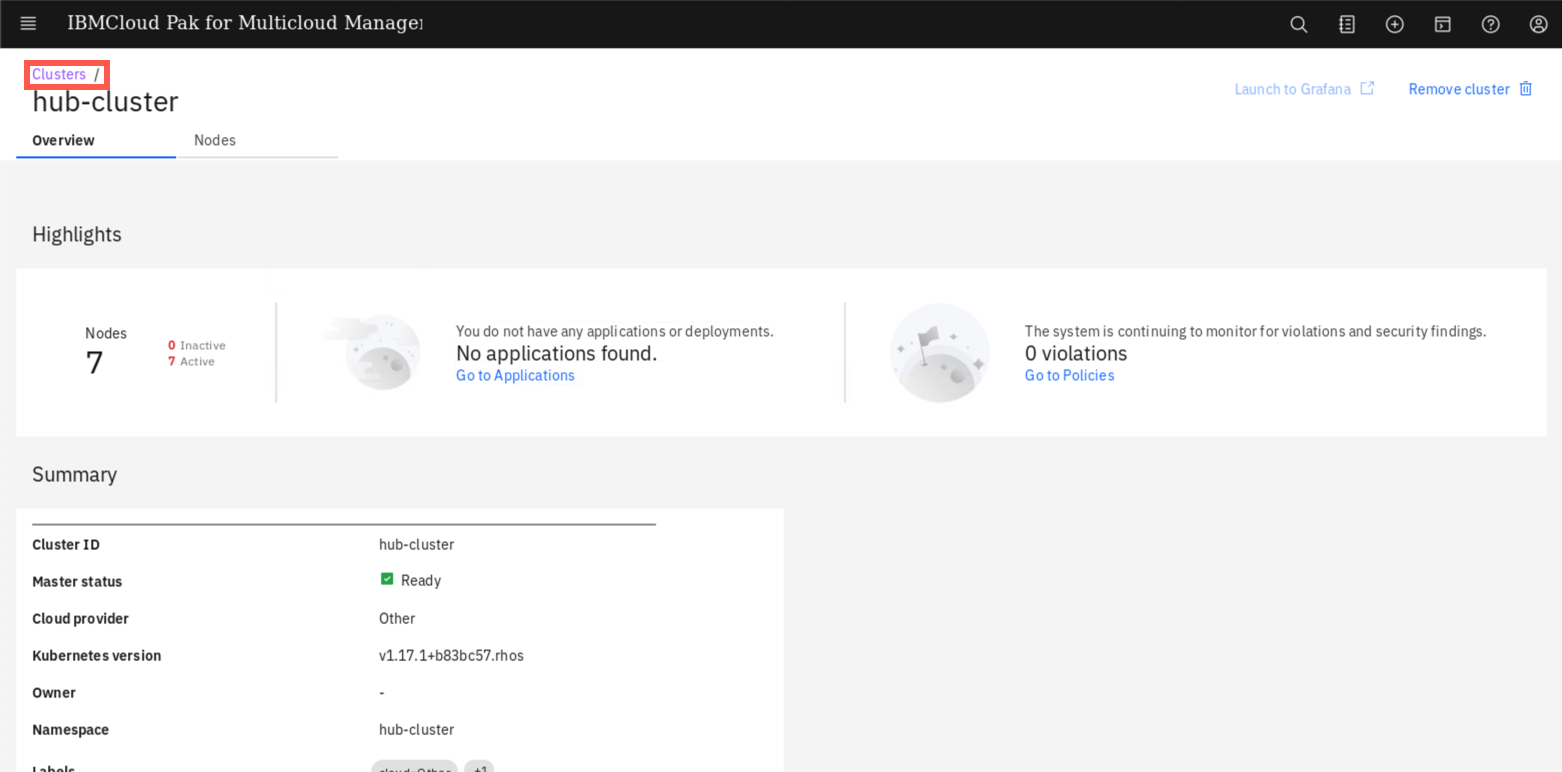 IBMCloud Pak for Multicloud Manager
Clusters /
hub-cluster
Launch to Grafana
Remove cluster
Overview
Nodes
Highlights
Nodes
7
0 Inactive
7 Active
You do not have any applications or deployments.
No applications found.
Go to Applications
The system is continuing to monitor for violations and security findings.
0 violations
Go to Policies
Summary
Cluster ID hub-cluster
Master status Ready
Cloud provider Other
Kubernetes version v1.17.1+b83bc57.rhos
Owner -
Namespace hub-cluster
Labels cloud=Other +1